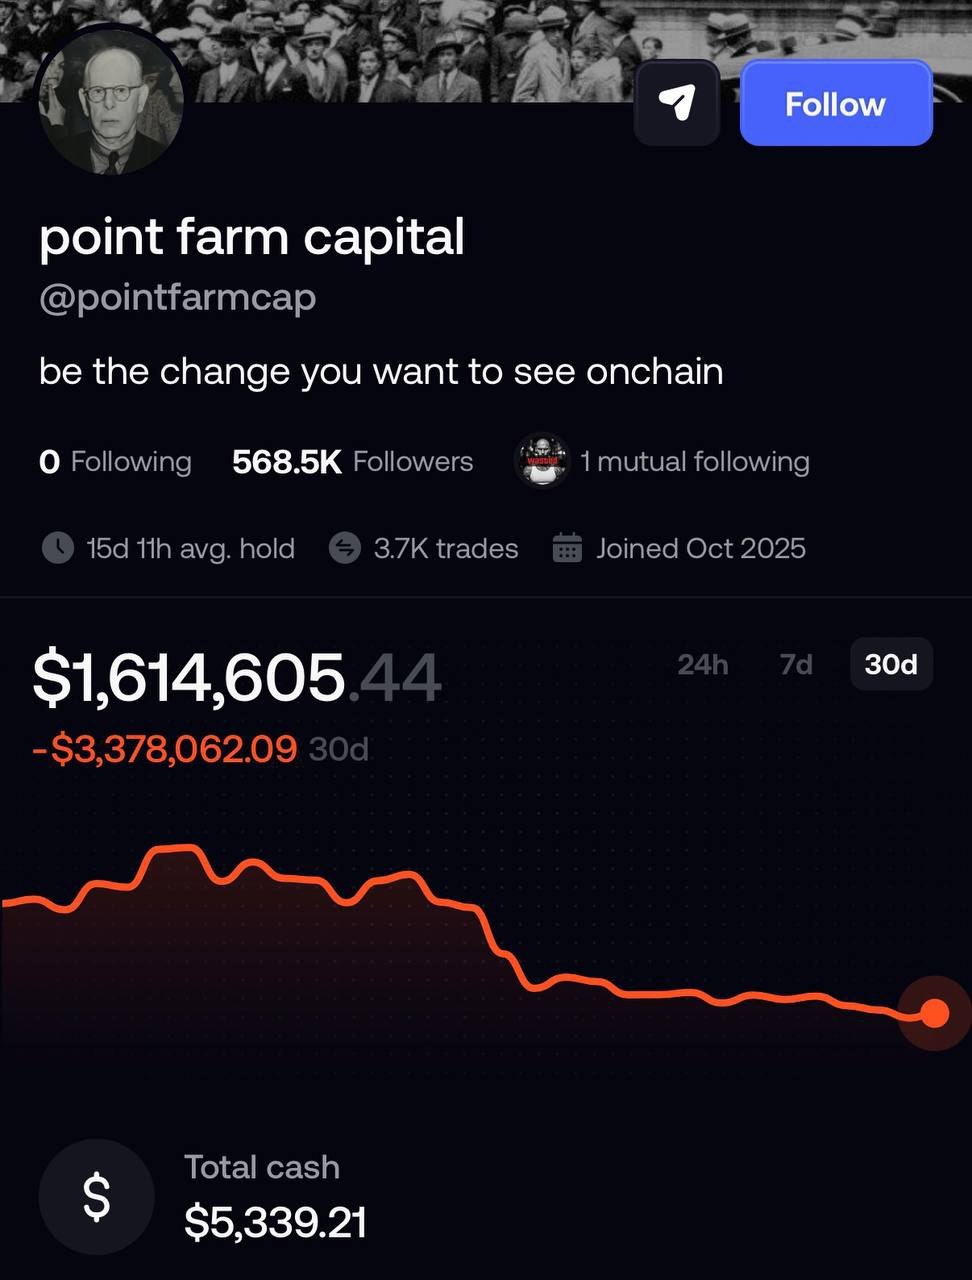 Follow
point farm capital
@pointfarmcap
be the change you want to see onchain
0 Following 568.5K Followers wasted 1 mutual following
15d 11h avg. hold 3.7K trades Joined Oct 2025
$1,614,605.44 24h 7d 30d
-$3,378,062.09 30d
$ Total cash
$5,339.21